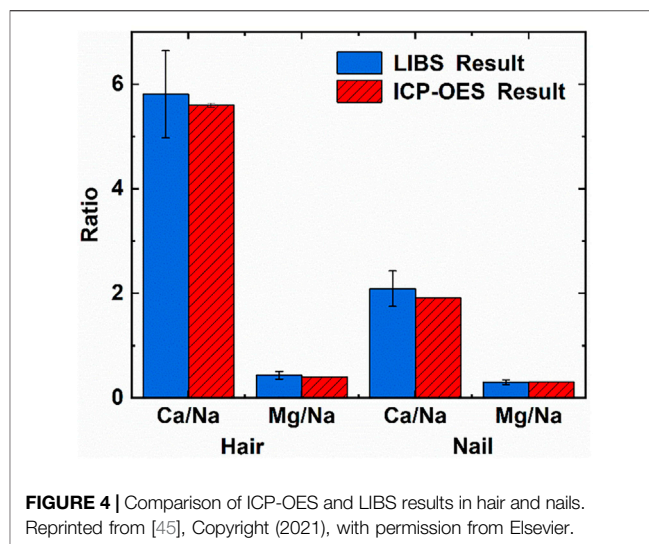 LIBS Result
ICP-OES Result
6
4
2
0
Ratio
Ca/Na Mg/Na Ca/Na Mg/Na
Hair Nail
FIGURE 4 | Comparison of ICP-OES and LIBS results in hair and nails.
Reprinted from [45], Copyright (2021), with permission from Elsevier.